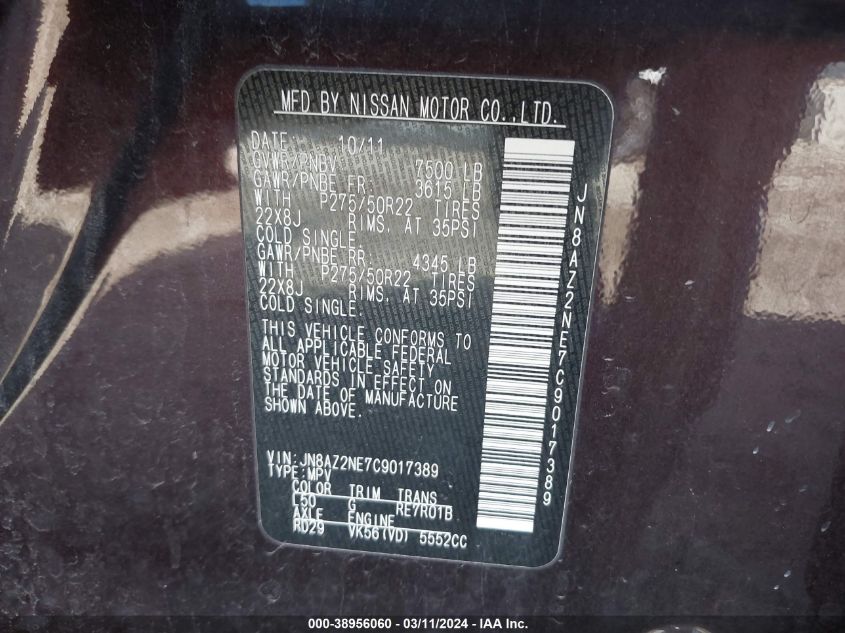 MFD BY NISSAN MOTOR CO.,LTD.
DATE: 10/11
GVWR/PNBV 7500 LB
GAWR/PNBE FR: 3615 LB
WITH P275/50R22 TIRES
22X8J RIMS, AT 35PSI
COLD SINGLE.
GAWR/PNBE RR: 4345 LB
WITH P275/50R22 TIRES
22X8J RIMS, AT 35PSI
COLD SINGLE.
THIS VEHICLE CONFORMS TO
ALL APPLICABLE FEDERAL
MOTOR VEHICLE SAFETY
STANDARDS IN EFFECT ON
THE DATE OF MANUFACTURE
SHOWN ABOVE.
VIN:JN8AZ2NE7C9017389
TYPE:MPV
COLOR TRIM TRANS
L50 G RE7R01B
AXLE ENGINE
RD29 VK56(VD) 5552CC
JN8AZ2NE7C9017389
000-38956060 - 03/11/2024 - IAA Inc.